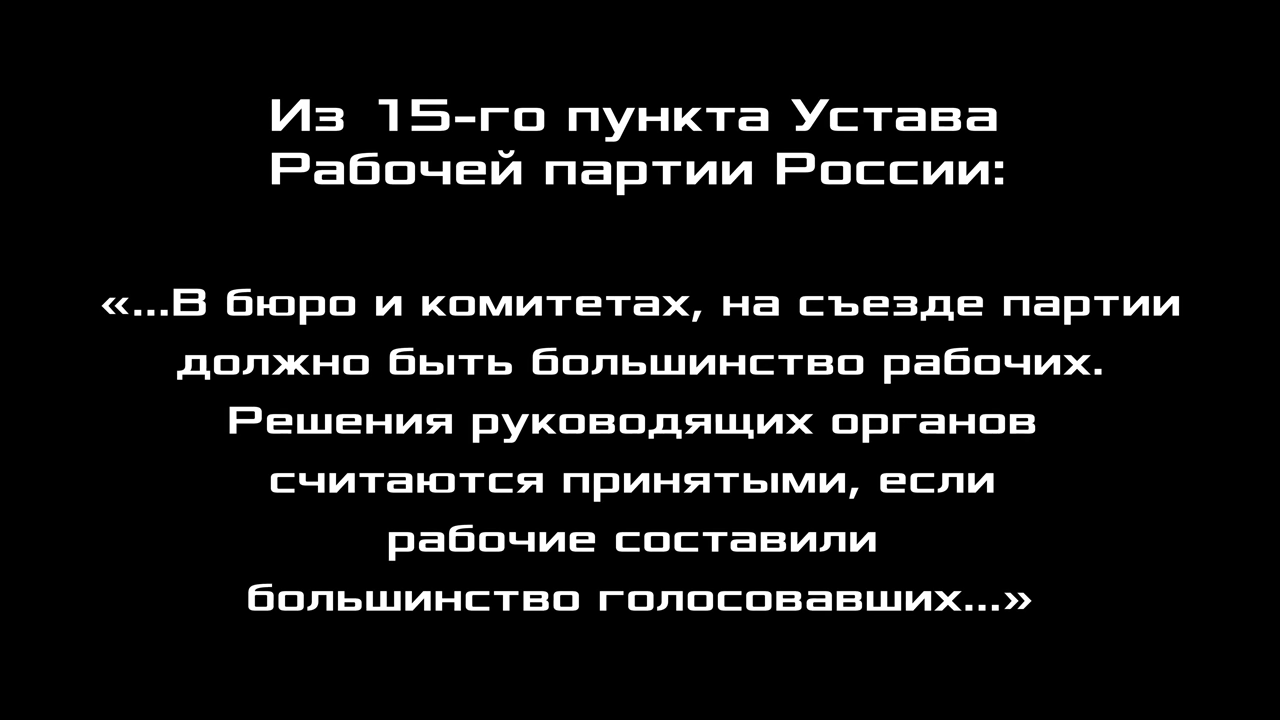 Из 15-го пункта Устава
Рабочей партии России:
«...В бюро и комитетах, на съезде партии
должно быть большинство рабочих.
Решения руководящих органов
считаются принятыми, если
рабочие составили
большинство голосовавших...»